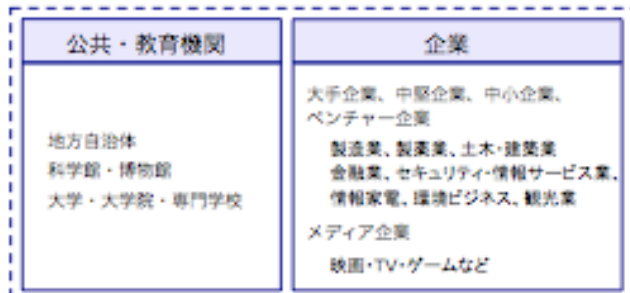 公共・教育機関
地方自治体
科学館・博物館
大学・大学院・専門学校
企業
大手企業、中堅企業、中小企業、
ベンチャー企業
製造業、製薬業、土木・建築業
金融業、セキュリティ・情報サービス業、
情報家電、環境ビジネス、観光業
メディア企業
映画・TV・ゲームなど